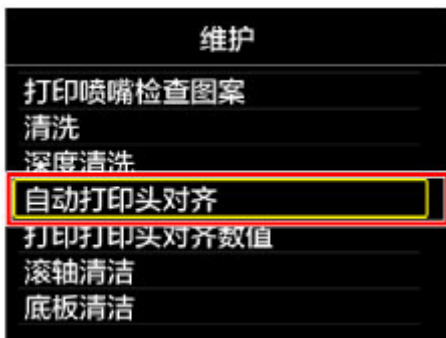 维护
打印喷嘴检查图案
清洗
深度清洗
自动打印头对齐
打印打印头对齐数值
滚轴清洁
底板清洁